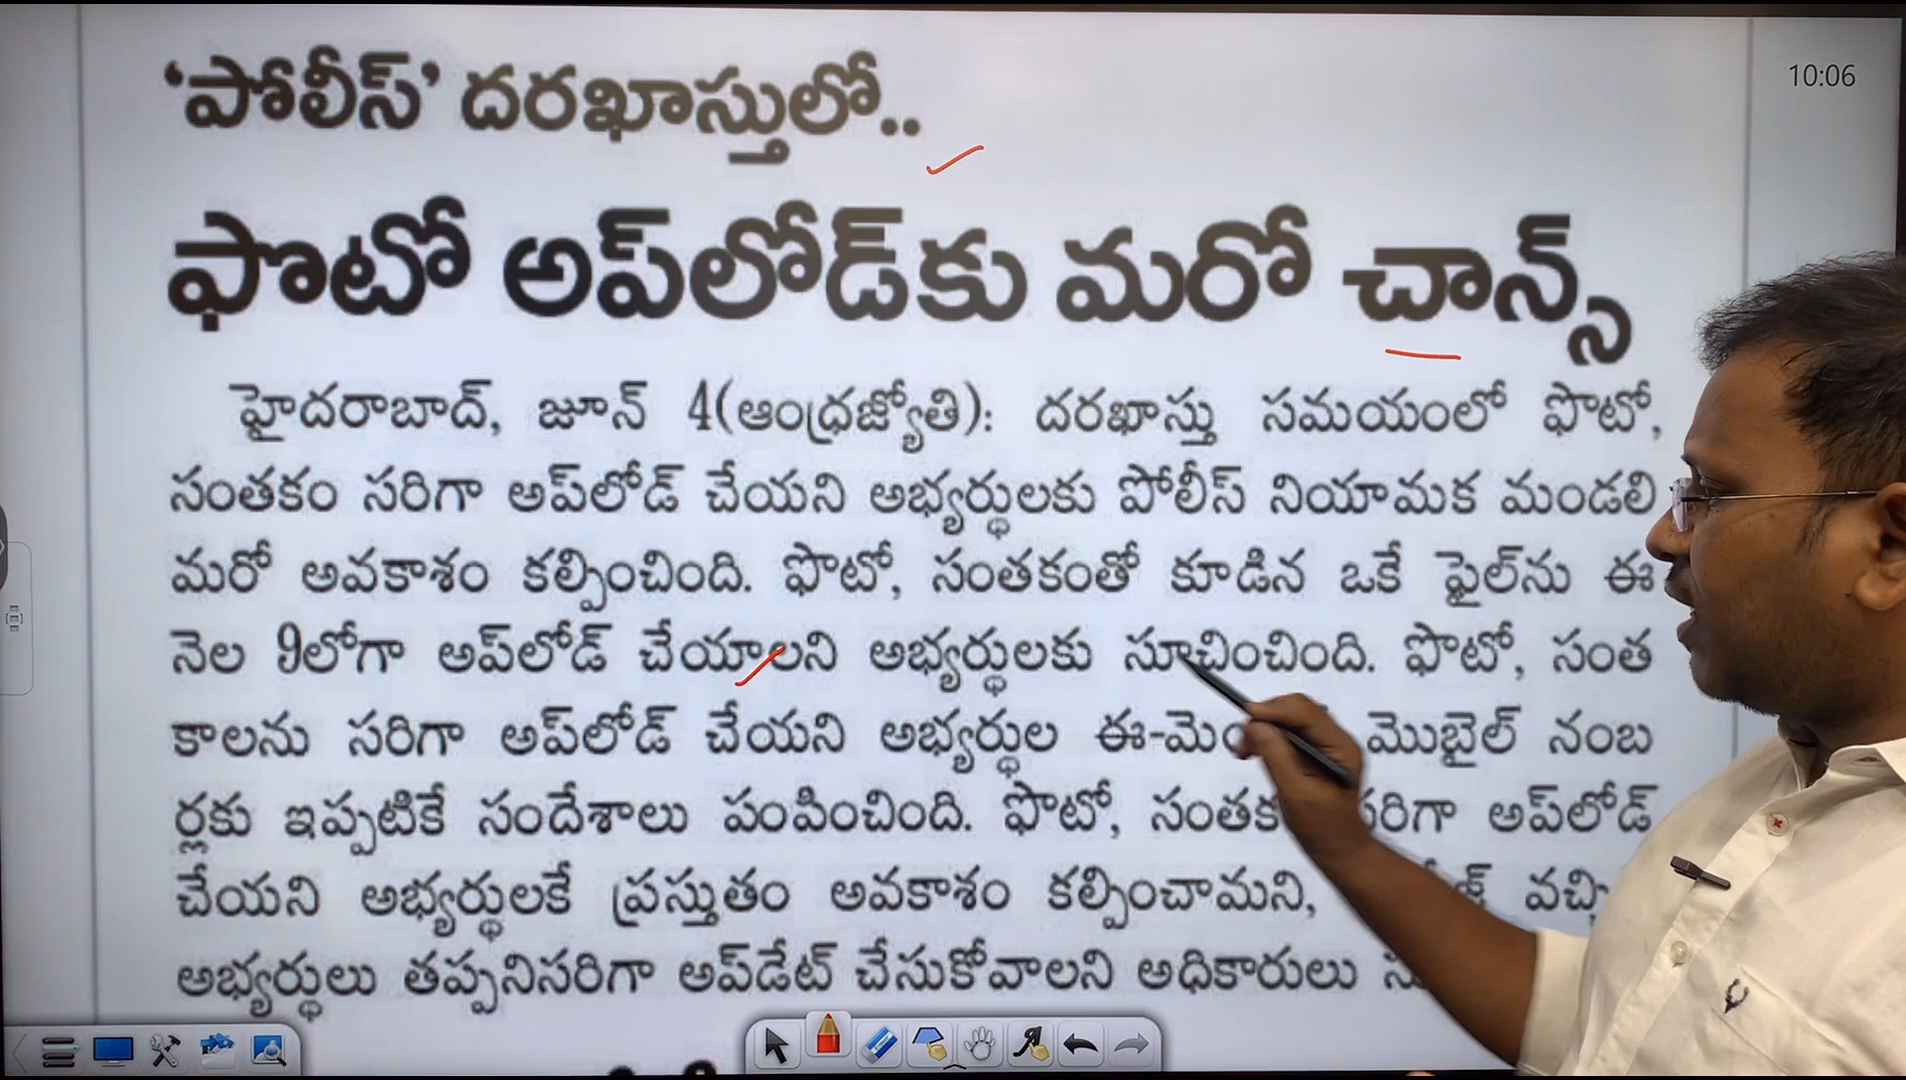 ‘పోలీస్’ దరఖాస్తులో..
10:06
ఫొటో అప్‌లోడ్‌కు మరో చాన్స్
హైదరాబాద్, జూన్ 4(ఆంధ్రజ్యోతి): దరఖాస్తు సమయంలో ఫొటో,
సంతకం సరిగా అప్‌లోడ్ చేయని అభ్యర్థులకు పోలీస్ నియామక మండలి
మరో అవకాశం కల్పించింది. ఫొటో, సంతకంతో కూడిన ఒకే ఫైల్‌ను ఈ
నెల 9లోగా అప్‌లోడ్ చేయాలని అభ్యర్థులకు సూచించింది. ఫొటో, సంత
కాలను సరిగా అప్‌లోడ్ చేయని అభ్యర్థుల మొబైల్ నంబ
ర్లకు ఇప్పటికే సందేశాలు పంపించింది. ఫొటో, అప్‌లోడ్
చేయని అభ్యర్థులకే ప్రస్తుతం అవకాశం కల్పించామని,
అభ్యర్థులు తప్పనిసరిగా అప్‌డేట్ చేసుకోవాలని అధికారులు